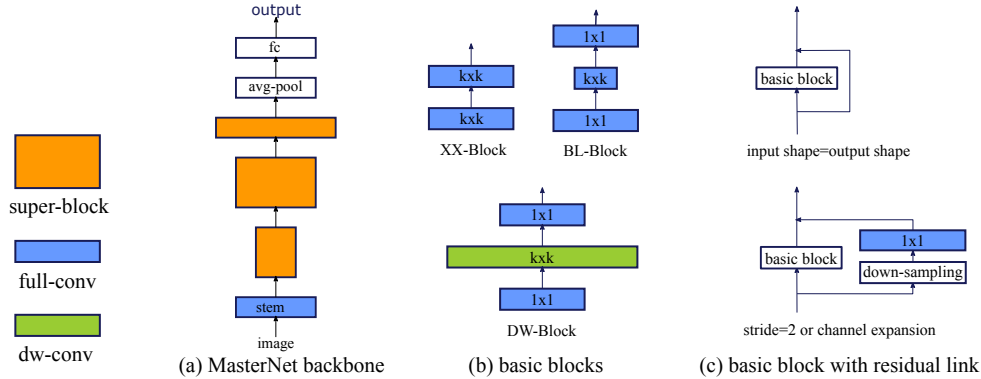 super-block
full-conv
dw-conv
output
fc
avg-pool
stem
image
(a) MasterNet backbone
kxk
kxk
XX-Block
1x1
kxk
1x1
BL-Block
1x1
kxk
1x1
DW-Block
(b) basic blocks
basic block
input shape=output shape
basic block
1x1
down-sampling
stride=2 or channel expansion
(c) basic block with residual link